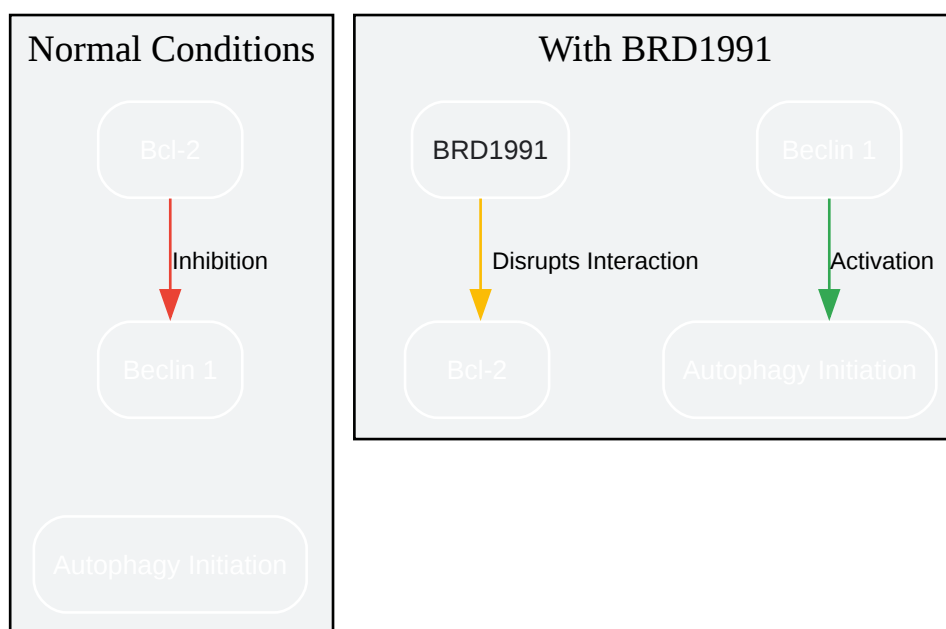 Normal Conditions
Bcl-2
Inhibition
Beclin 1
Autophagy Initiation
With BRD1991
BRD1991
Beclin 1
Disrupts Interaction
Activation
Bcl-2
Autophagy Initiation